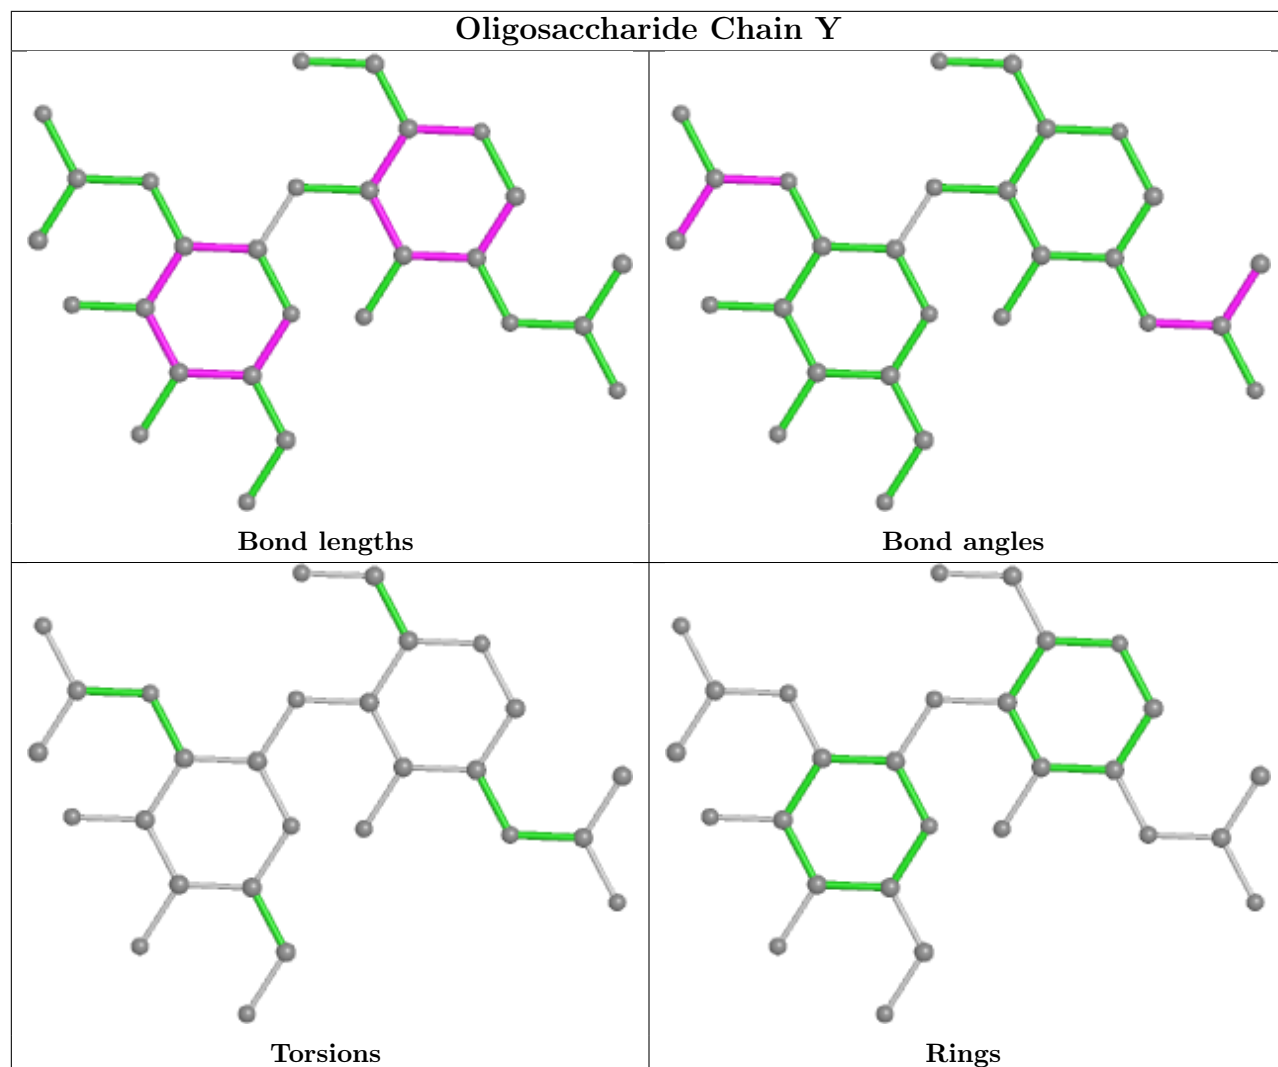 Oligosaccharide Chain Y
Bond lengths
Bond angles
Torsions
Rings